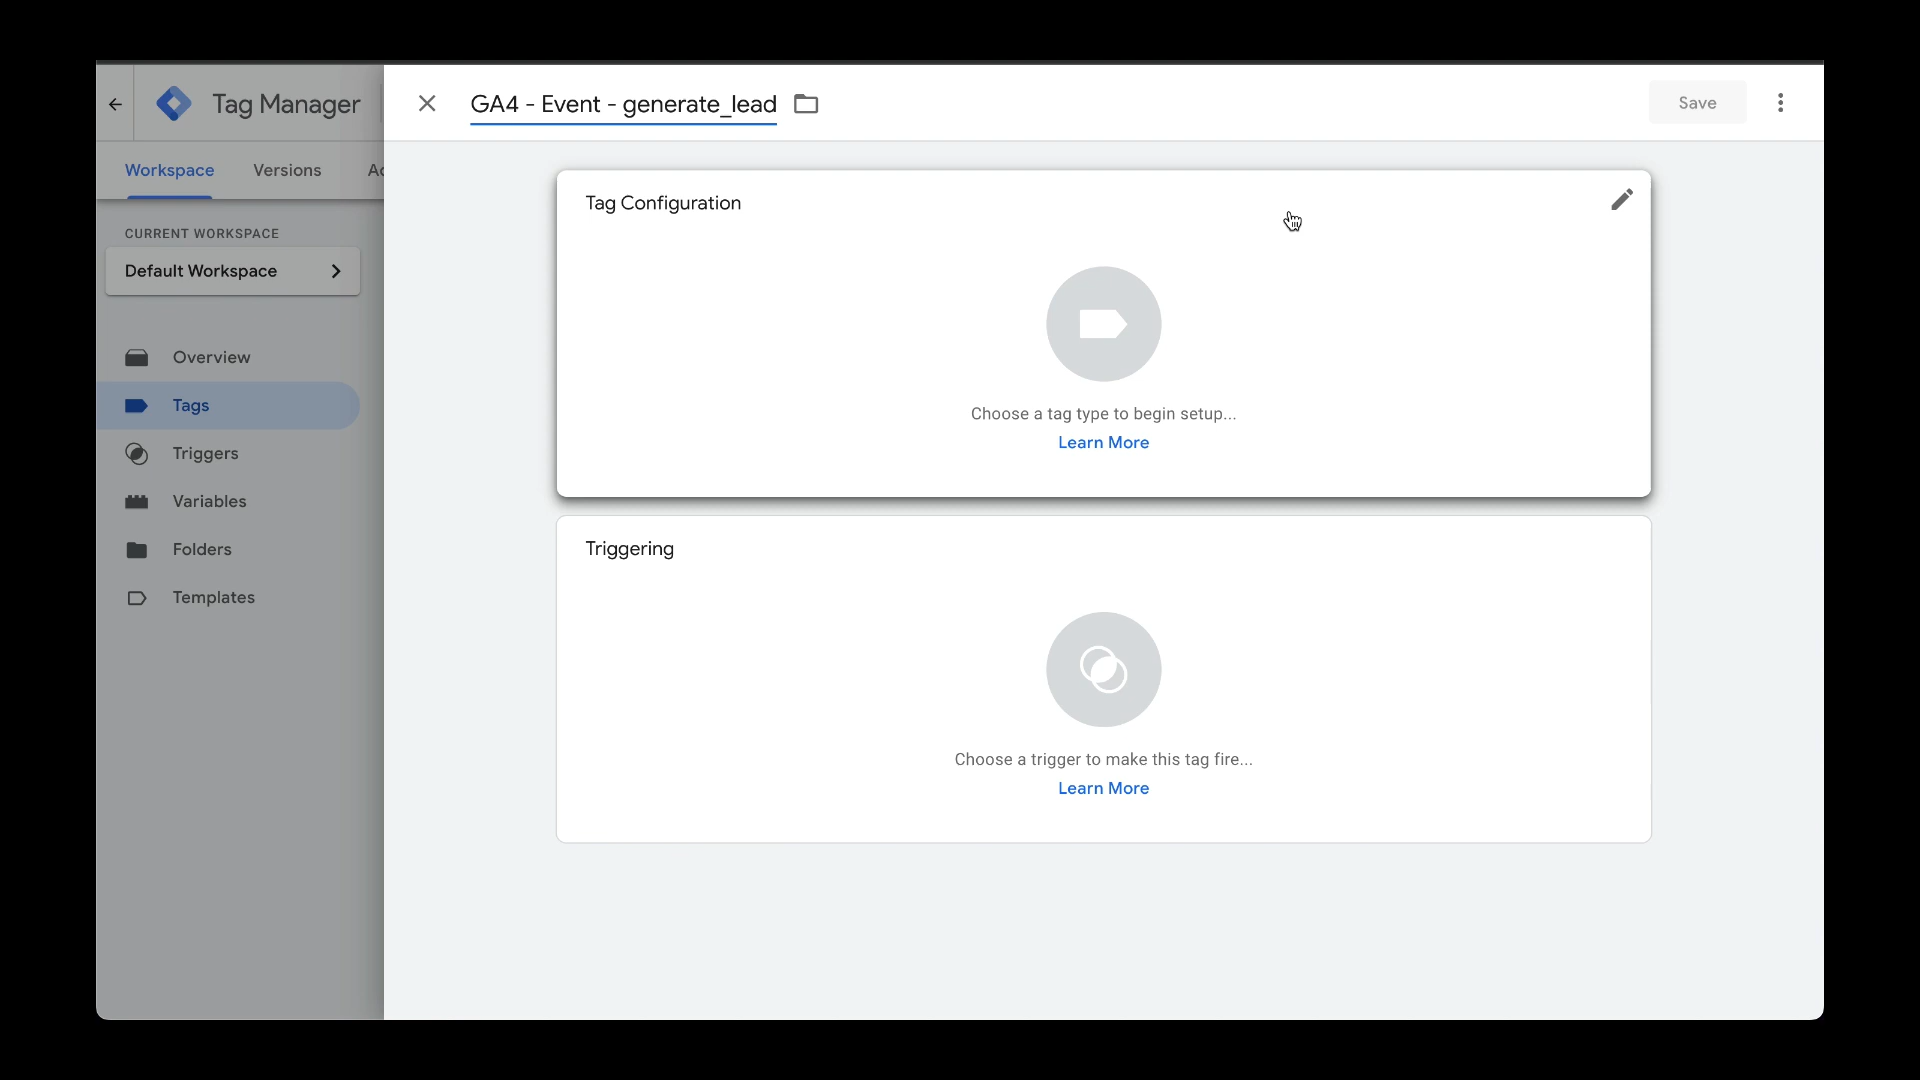 Tag Manager
GA4 - Event - generate_lead
Save
Workspace
Versions
CURRENT WORKSPACE
Default Workspace
Overview
Tags
Triggers
Variables
Folders
Templates
Tag Configuration
Choose a tag type to begin setup...
Learn More
Triggering
Choose a trigger to make this tag fire...
Learn More